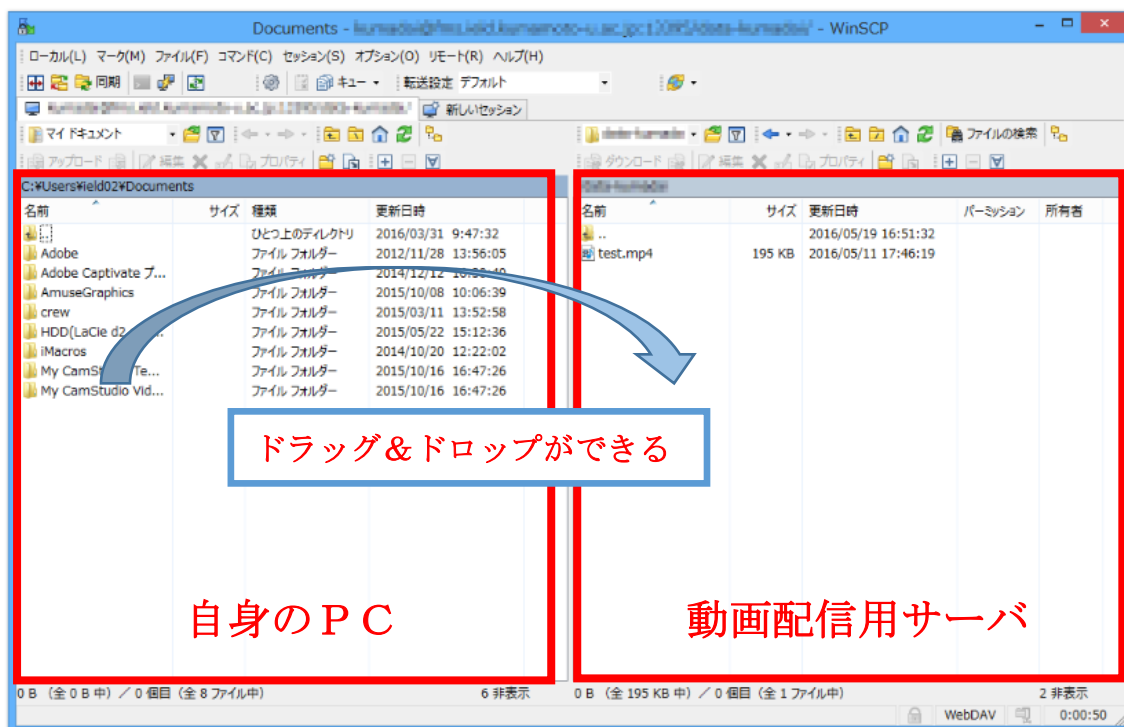 Documents - - WinSCP
ローカル(L) マーク(M) ファイル(F) コマンド(C) セッション(S) オプション(O) リモート(R) ヘルプ(H)
同期 キュー 転送設定 デフォルト
新しいセッション
マイ ドキュメント
ファイルの検索
アップロード 編集 プロパティ
ダウンロード 編集 プロパティ
C:¥Users¥ield02¥Documents
名前 サイズ 種類 更新日時
.. ひとつ上のディレクトリ 2016/03/31 9:47:32
Adobe ファイル フォルダー 2012/11/28 13:56:05
Adobe Captivate プ... ファイル フォルダー 2014/12/12
AmuseGraphics ファイル フォルダー 2015/10/08 10:06:39
crew ファイル フォルダー 2015/03/11 13:52:58
HDD(LaCie d2 ファイル フォルダー 2015/05/22 15:12:36
iMacros ファイル フォルダー 2014/10/20 12:22:02
My CamSt Te... ファイル フォルダー 2015/10/16 16:47:26
My CamStudio Vid... ファイル フォルダー 2015/10/16 16:47:26
名前 サイズ 更新日時 パーミッション 所有者
.. 2016/05/19 16:51:32
test.mp4 195 KB 2016/05/11 17:46:19
ドラッグ＆ドロップができる
自身のＰＣ
動画配信用サーバ
0 B （全 0 B 中）／ 0 個目（全 8 ファイル中） 6 非表示
0 B （全 195 KB 中）／ 0 個目（全 1 ファイル中） 2 非表示
WebDAV 0:00:50